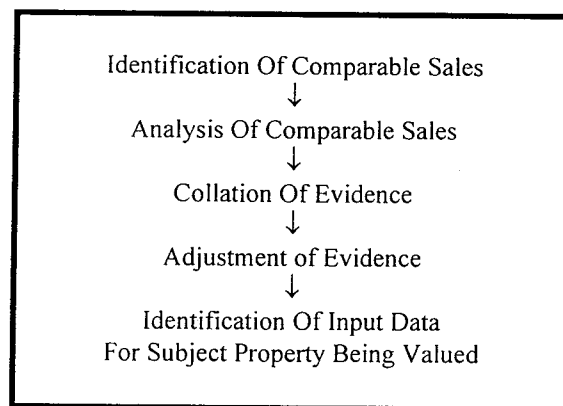 Identification Of Comparable Sales
↓
Analysis Of Comparable Sales
↓
Collation Of Evidence
↓
Adjustment of Evidence
↓
Identification Of Input Data
For Subject Property Being Valued